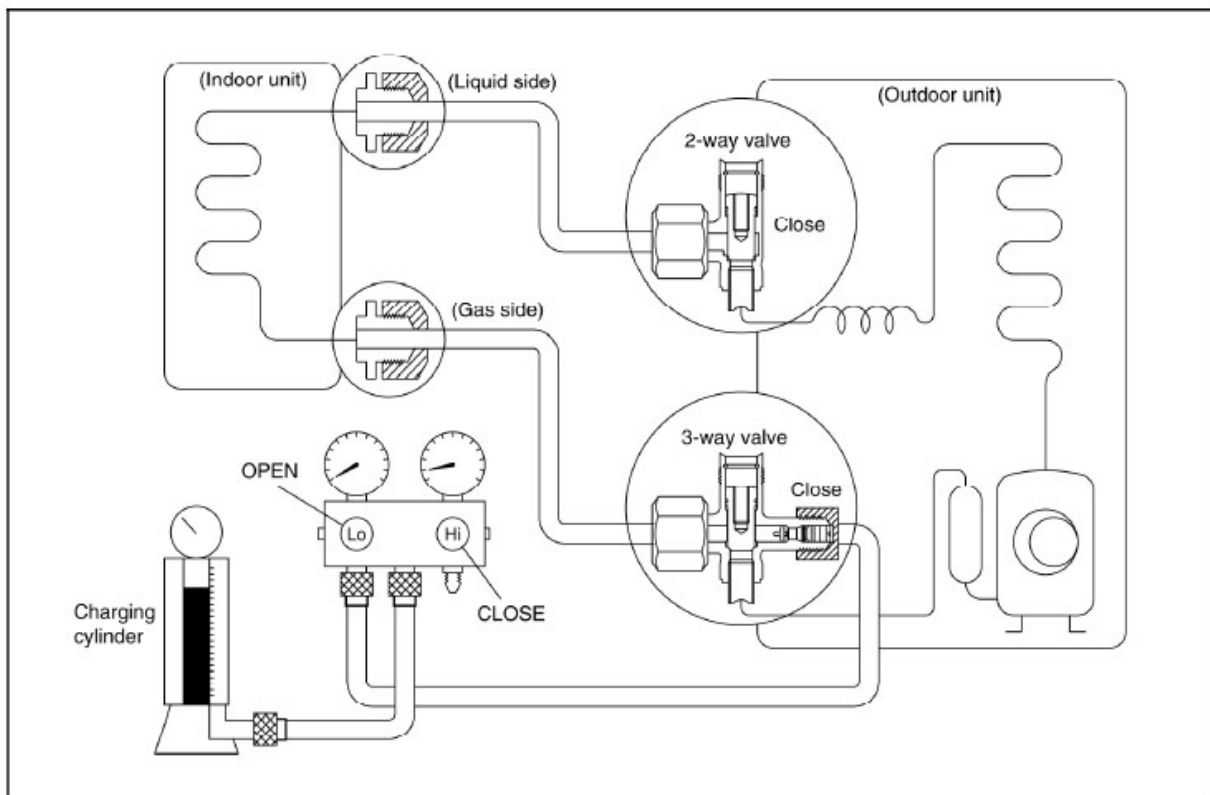 (Indoor unit)
(Liquid side)
(Outdoor unit)
2-way valve
Close
(Gas side)
3-way valve
Close
OPEN
Lo
Hi
CLOSE
Charging
cylinder